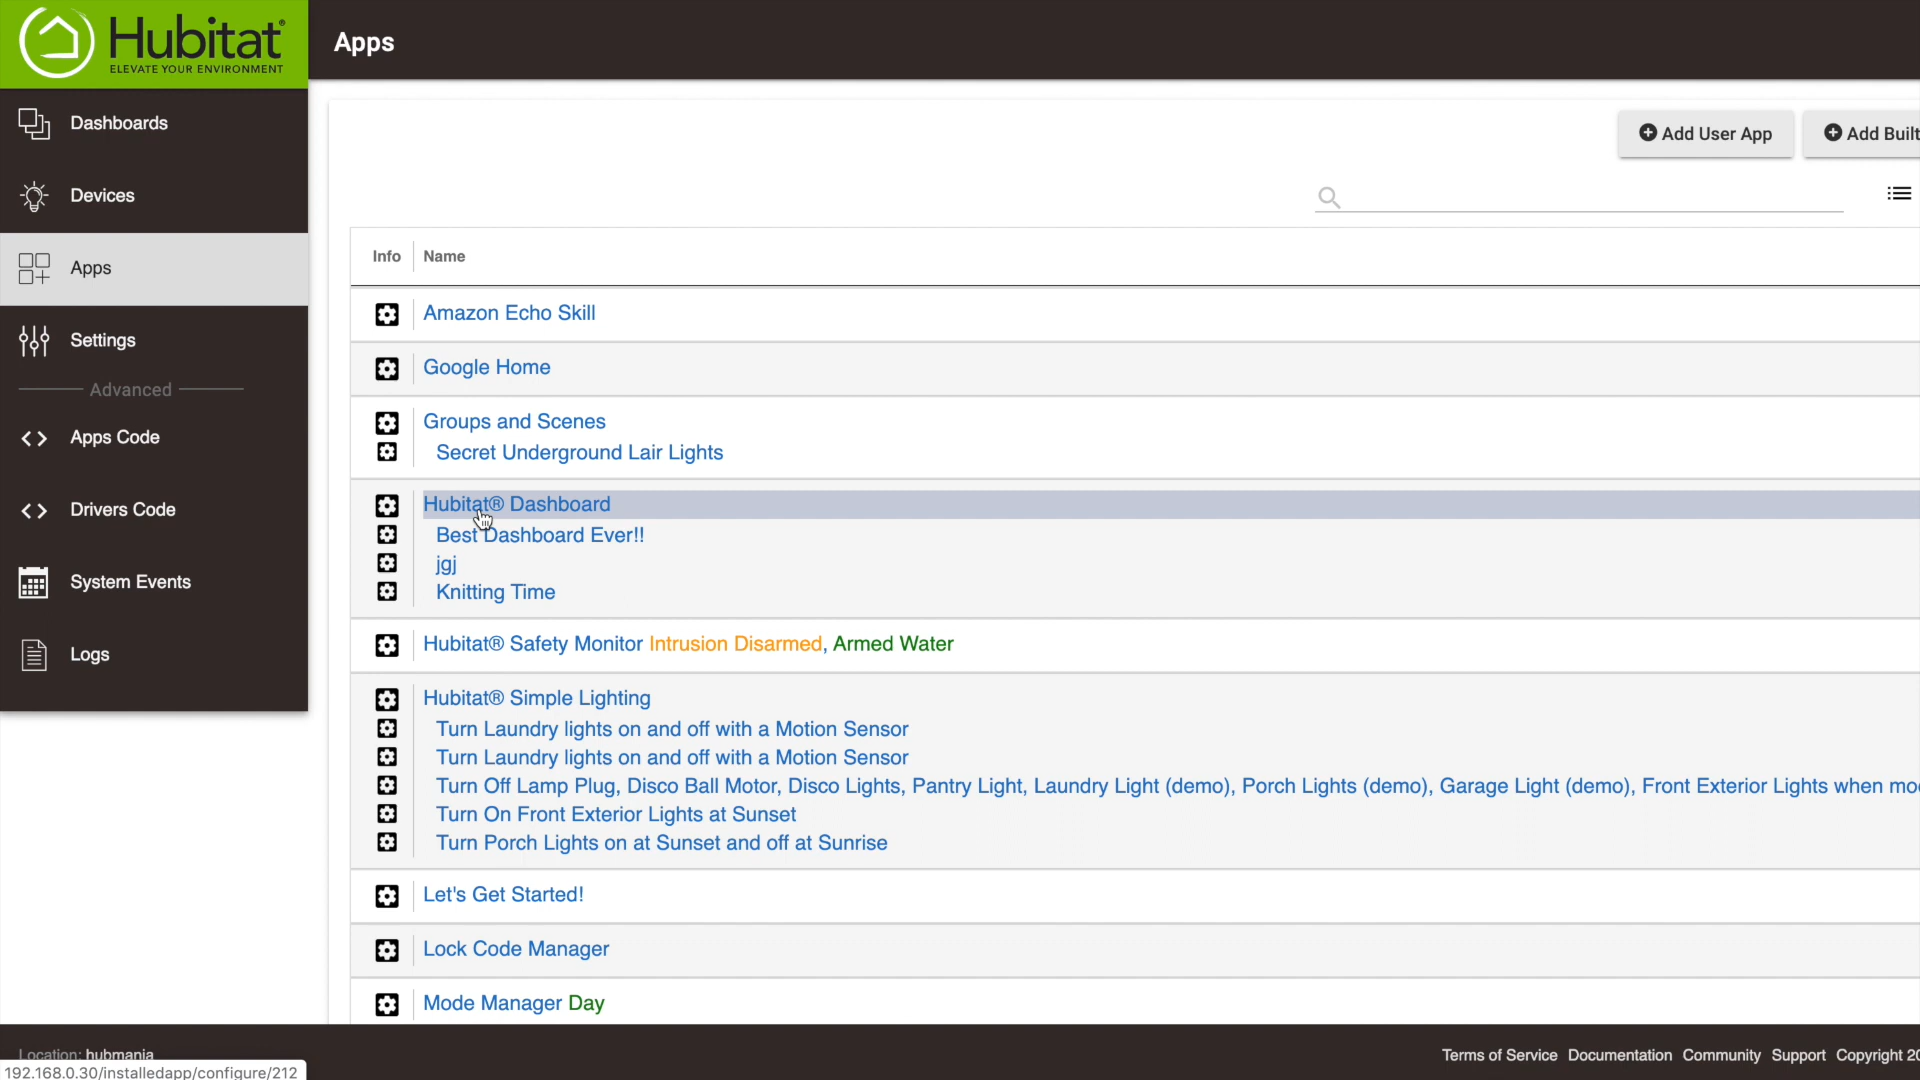 Hubitat®
ELEVATE YOUR ENVIRONMENT
Apps
Dashboards
Devices
Apps
Settings
Advanced
Apps Code
Drivers Code
System Events
Logs
Add User App
Add Built
Info
Name
Amazon Echo Skill
Google Home
Groups and Scenes
Secret Underground Lair Lights
Hubitat® Dashboard
Best Dashboard Ever!!
jgj
Knitting Time
Hubitat® Safety Monitor Intrusion Disarmed, Armed Water
Hubitat® Simple Lighting
Turn Laundry lights on and off with a Motion Sensor
Turn Laundry lights on and off with a Motion Sensor
Turn Off Lamp Plug, Disco Ball Motor, Disco Lights, Pantry Light, Laundry Light (demo), Porch Lights (demo), Garage Light (demo), Front Exterior Lights when mo
Turn On Front Exterior Lights at Sunset
Turn Porch Lights on at Sunset and off at Sunrise
Let's Get Started!
Lock Code Manager
Mode Manager Day
Location: hubmania
192.168.0.30/installedapp/configure/212
Terms of Service Documentation Community Support Copyright 20